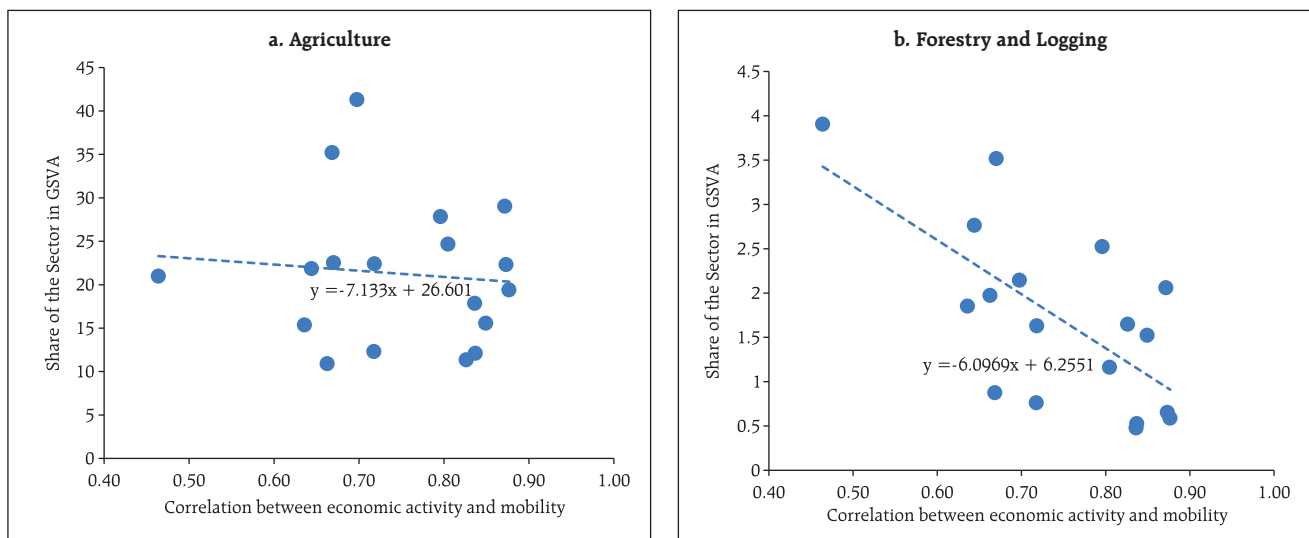 a. Agriculture
Share of the Sector in GSVA
45
40
35
30
25
20
15
10
5
0
y =-7.133x + 26.601
0.40 0.50 0.60 0.70 0.80 0.90 1.00
Correlation between economic activity and mobility
b. Forestry and Logging
Share of the Sector in GSVA
4.5
4
3.5
3
2.5
2
1.5
1
0.5
0
y =-6.0969x + 6.2551
0.40 0.50 0.60 0.70 0.80 0.90 1.00
Correlation between economic activity and mobility